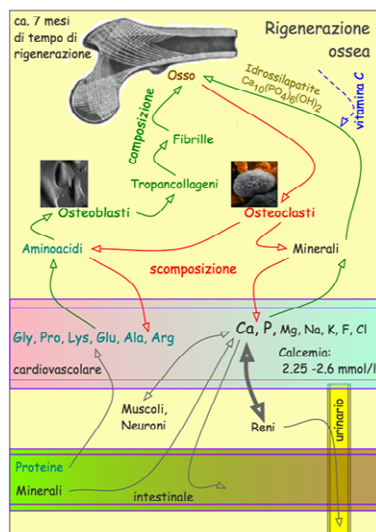 ca. 7 mesi
di tempo di
rigenerazione
Rigenerazione
ossea
Osso
Idrossilapatite
Ca10(PO4)6(OH)2
vitamina C
composizione
Fibrille
Tropancollageni
Osteoblasti
Osteoclasti
Aminoacidi
Minerali
scomposizione
Gly, Pro, Lys, Glu, Ala, Arg
Ca, P, Mg, Na, K, F, Cl
cardiovascolare
Calcemia:
2.25 -2.6 mmol/l
Muscoli,
Neuroni
Reni
urinario
Proteine
Minerali
intestinale